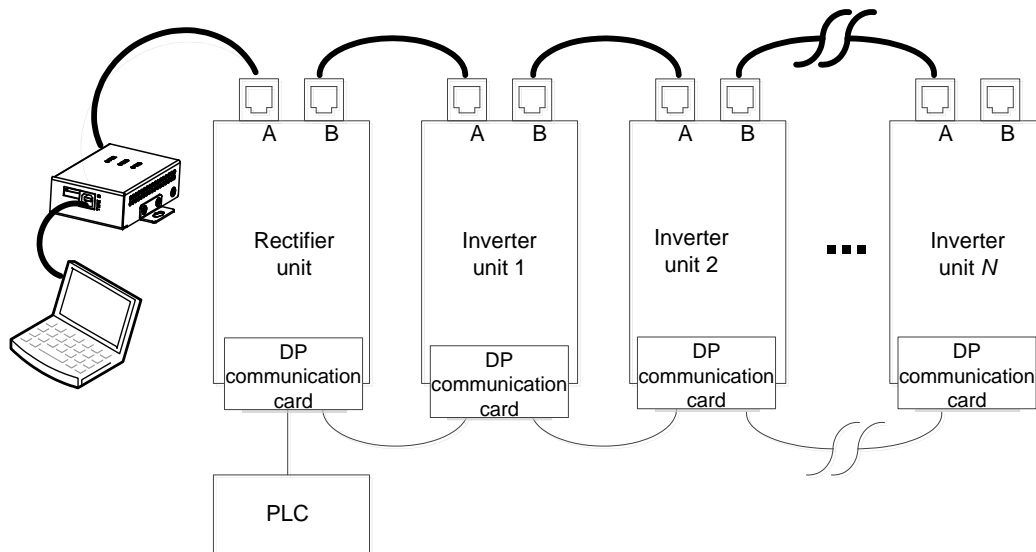 A B A B A B A B
Rectifier
unit
Inverter
unit 1
Inverter
unit 2
Inverter
unit N
DP
communication
card
DP
communication
card
DP
communication
card
DP
communication
card
PLC